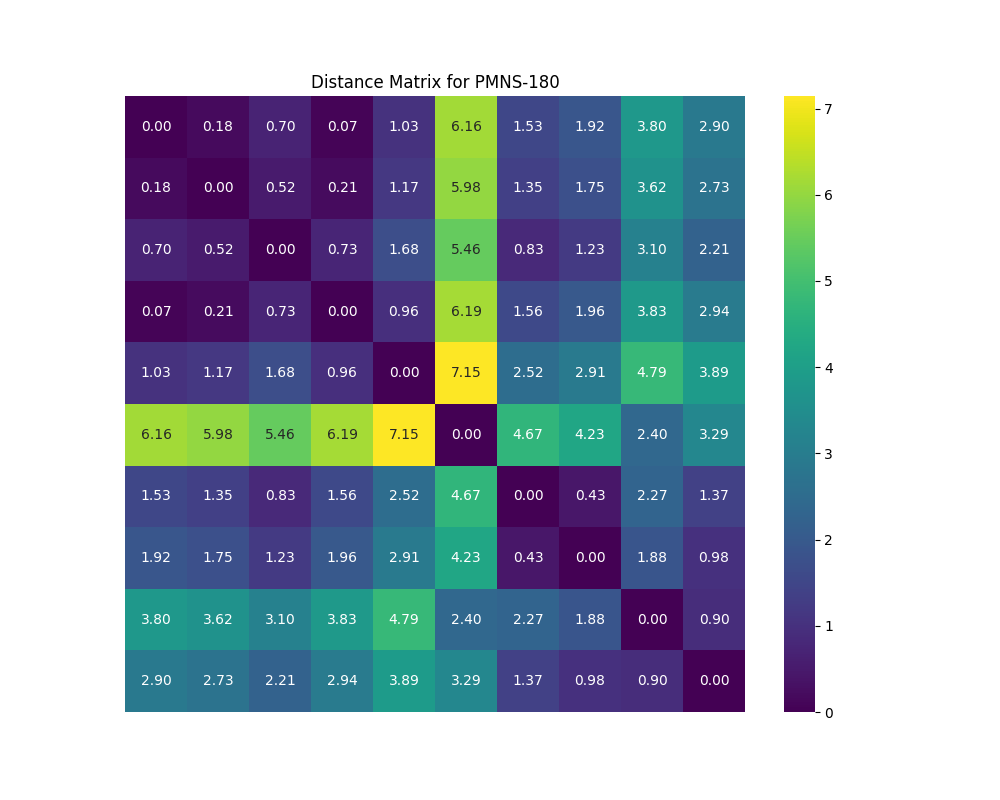 Distance Matrix for PMNS-180
0.00 0.18 0.70 0.07 1.03 6.16 1.53 1.92 3.80 2.90
0.18 0.00 0.52 0.21 1.17 5.98 1.35 1.75 3.62 2.73
0.70 0.52 0.00 0.73 1.68 5.46 0.83 1.23 3.10 2.21
0.07 0.21 0.73 0.00 0.96 6.19 1.56 1.96 3.83 2.94
1.03 1.17 1.68 0.96 0.00 7.15 2.52 2.91 4.79 3.89
6.16 5.98 5.46 6.19 7.15 0.00 4.67 4.23 2.40 3.29
1.53 1.35 0.83 1.56 2.52 4.67 0.00 0.43 2.27 1.37
1.92 1.75 1.23 1.96 2.91 4.23 0.43 0.00 1.88 0.98
3.80 3.62 3.10 3.83 4.79 2.40 2.27 1.88 0.00 0.90
2.90 2.73 2.21 2.94 3.89 3.29 1.37 0.98 0.90 0.00
7
6
5
4
3
2
1
0